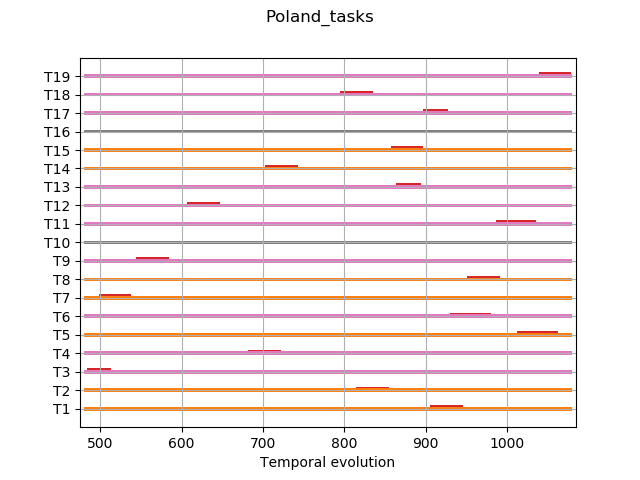 Poland_tasks
T19
T18
T17
T16
T15
T14
T13
T12
T11
T10
T9
T8
T7
T6
T5
T4
T3
T2
T1
500 600 700 800 900 1000
Temporal evolution